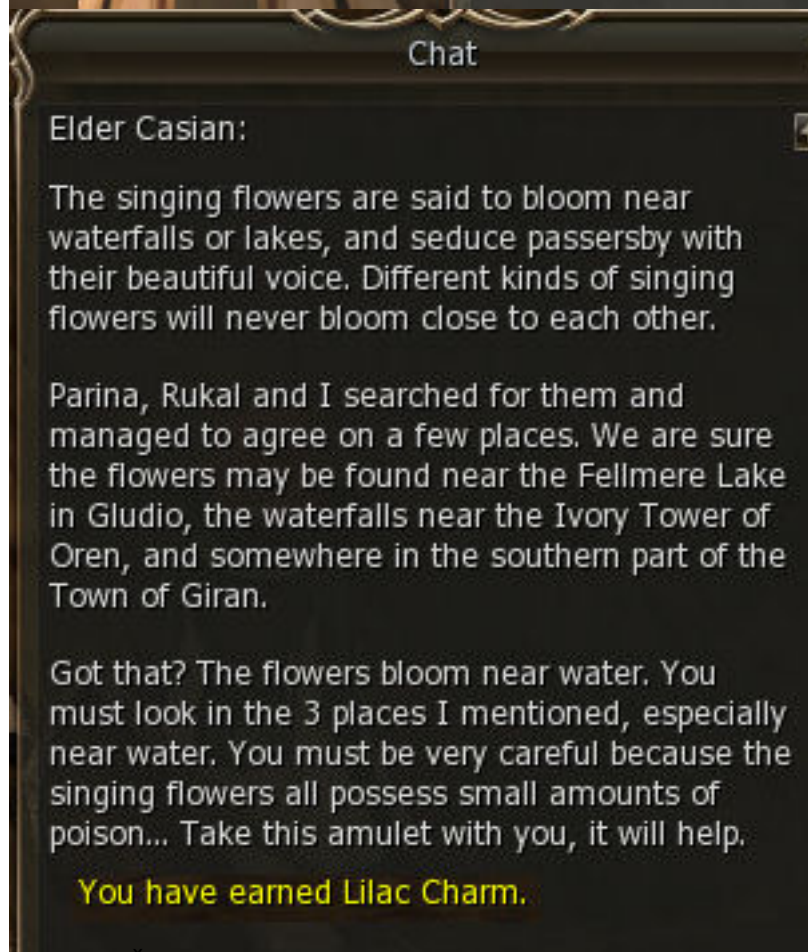 Chat
Elder Casian:
The singing flowers are said to bloom near
waterfalls or lakes, and seduce passersby with
their beautiful voice. Different kinds of singing
flowers will never bloom close to each other.
Parina, Rukal and I searched for them and
managed to agree on a few places. We are sure
the flowers may be found near the Fellmere Lake
in Gludio, the waterfalls near the Ivory Tower of
Oren, and somewhere in the southern part of the
Town of Giran.
Got that? The flowers bloom near water. You
must look in the 3 places I mentioned, especially
near water. You must be very careful because the
singing flowers all possess small amounts of
poison... Take this amulet with you, it will help.
You have earned Lilac Charm.